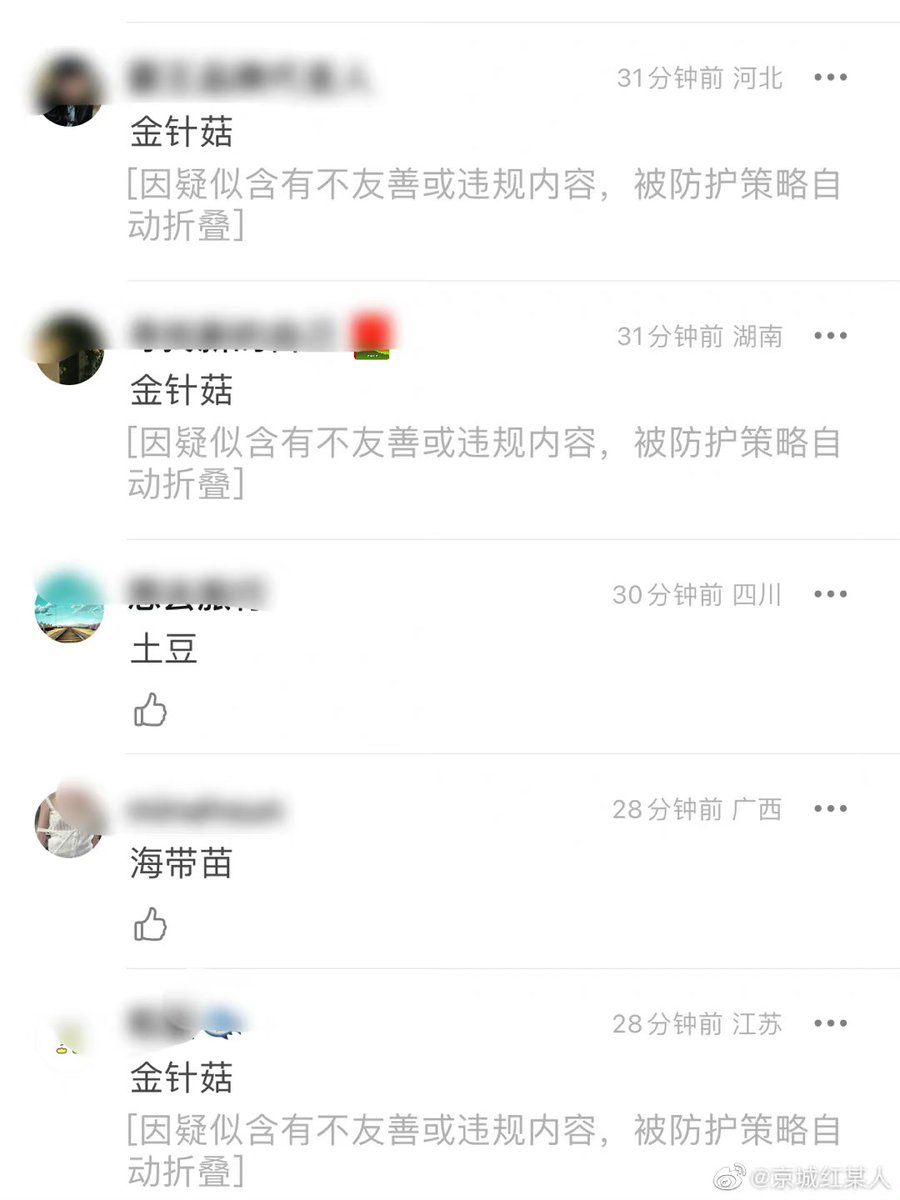 31分钟前 河北
金针菇
[因疑似含有不友善或违规内容，被防护策略自
动折叠]
31分钟前 湖南
金针菇
[因疑似含有不友善或违规内容，被防护策略自
动折叠]
30分钟前 四川
土豆
28分钟前 广西
海带苗
28分钟前 江苏
金针菇
[因疑似含有不友善或违规内容，被防护策略自
动折叠]
@京城红某人